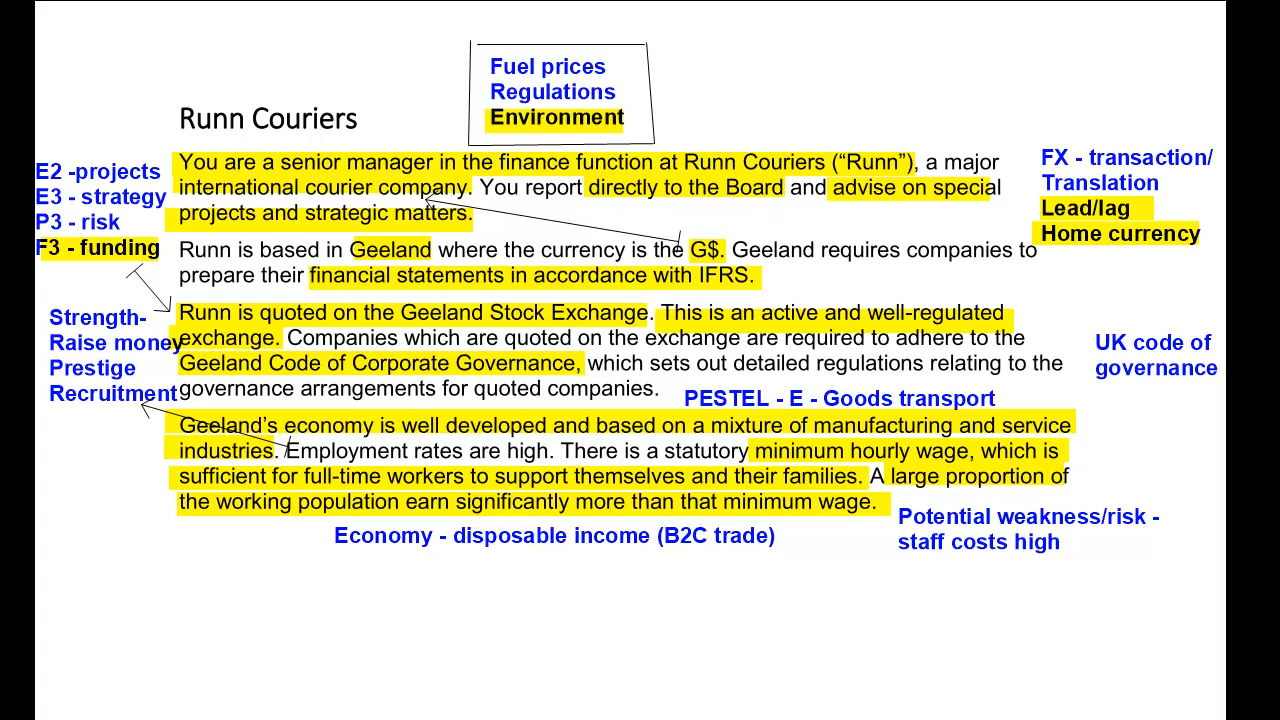 Fuel prices
Regulations
Environment
Runn Couriers
E2 -projects
E3 - strategy
P3 - risk
F3 - funding
You are a senior manager in the finance function at Runn Couriers (“Runn”), a major
international courier company. You report directly to the Board and advise on special
projects and strategic matters.
FX - transaction/
Translation
Lead/lag
Home currency
Runn is based in Geeland where the currency is the G$. Geeland requires companies to
prepare their financial statements in accordance with IFRS.
Strength-
Raise money
Prestige
Recruitment
Runn is quoted on the Geeland Stock Exchange. This is an active and well-regulated
exchange. Companies which are quoted on the exchange are required to adhere to the
Geeland Code of Corporate Governance, which sets out detailed regulations relating to the
governance arrangements for quoted companies.
UK code of
governance
PESTEL - E - Goods transport
Geeland’s economy is well developed and based on a mixture of manufacturing and service
industries. Employment rates are high. There is a statutory minimum hourly wage, which is
sufficient for full-time workers to support themselves and their families. A large proportion of
the working population earn significantly more than that minimum wage.
Potential weakness/risk -
staff costs high
Economy - disposable income (B2C trade)